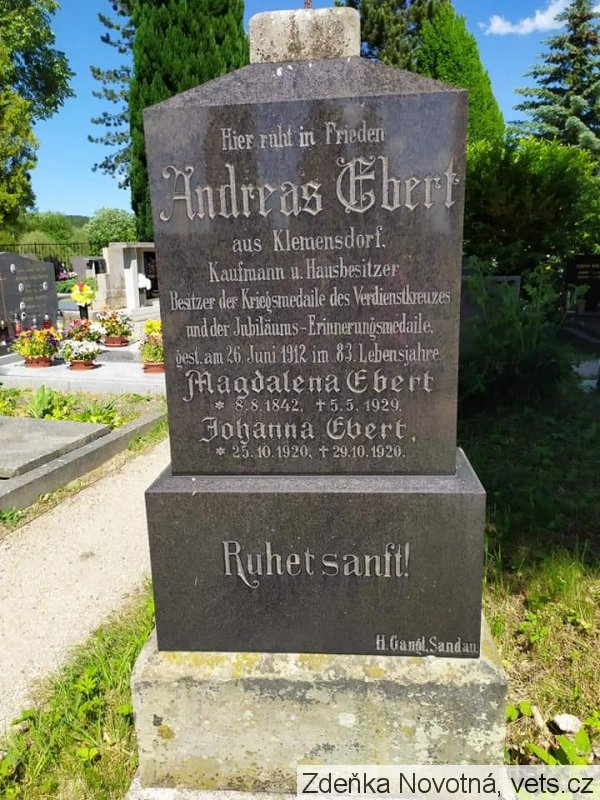 Hier ruht in Frieden
Andreas Ebert
aus Klemensdorf,
Kaufmann u. Hausbesitzer
Besitzer der Kriegsmedaile des Verdienstkreuzes
und der Jubiläums-Erinnerungsmedaile.
gest. am 26. Juni 1912 im 83. Lebensjahre.
Magdalena Ebert
* 8.8.1842, † 5.5.1929.
Johanna Ebert,
* 25.10.1920, † 29.10.1920.
Ruhet sanft!
H. Gangl, Sandau.
Zdeňka Novotná, vets.cz